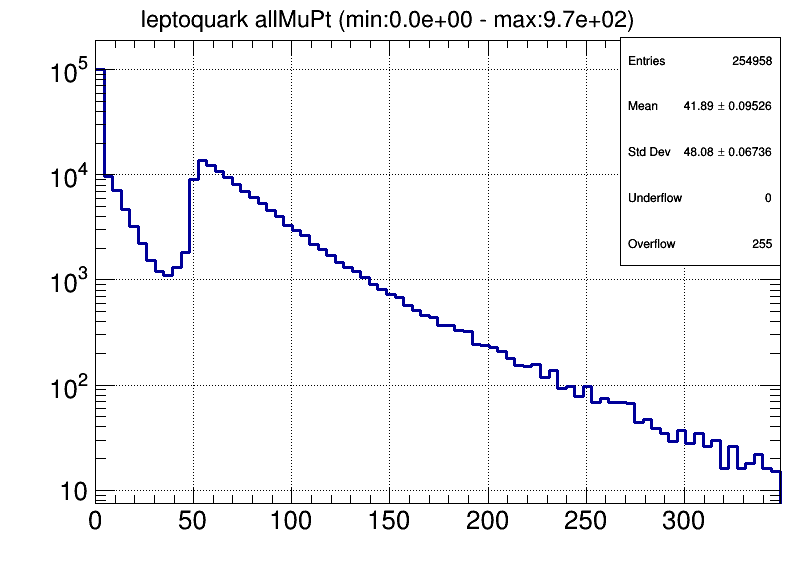 leptoquark allMuPt (min:0.0e+00 - max:9.7e+02)
Entries 254958
Mean 41.89 ± 0.09526
Std Dev 48.08 ± 0.06736
Underflow 0
Overflow 255
10^5
10^4
10^3
10^2
10
0 50 100 150 200 250 300